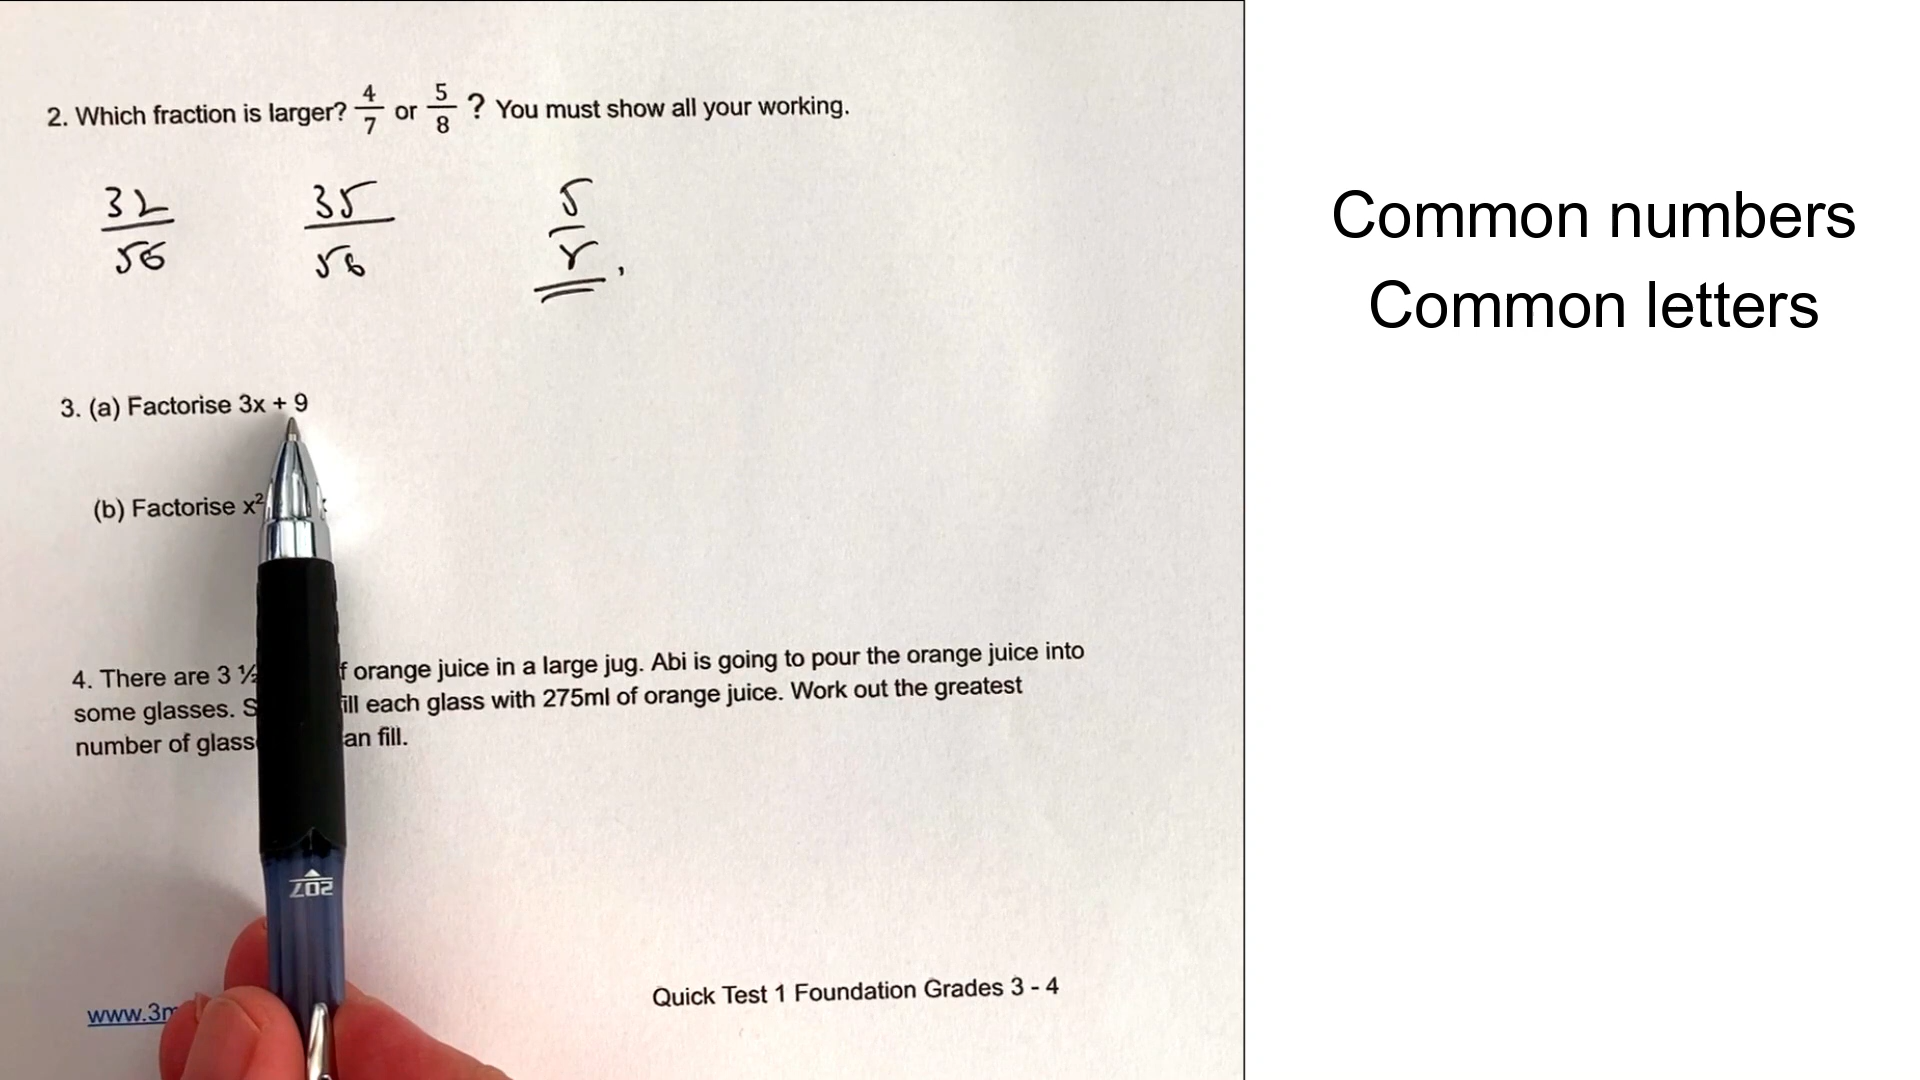 2. Which fraction is larger? 4/7 or 5/8 ? You must show all your working.
32/56 35/56 5/8
3. (a) Factorise 3x + 9
(b) Factorise x²
4. There are 3 ½ f orange juice in a large jug. Abi is going to pour the orange juice into
some glasses. S ill each glass with 275ml of orange juice. Work out the greatest
number of glass an fill.
ZO7
www.3m
Quick Test 1 Foundation Grades 3 - 4
Common numbers
Common letters